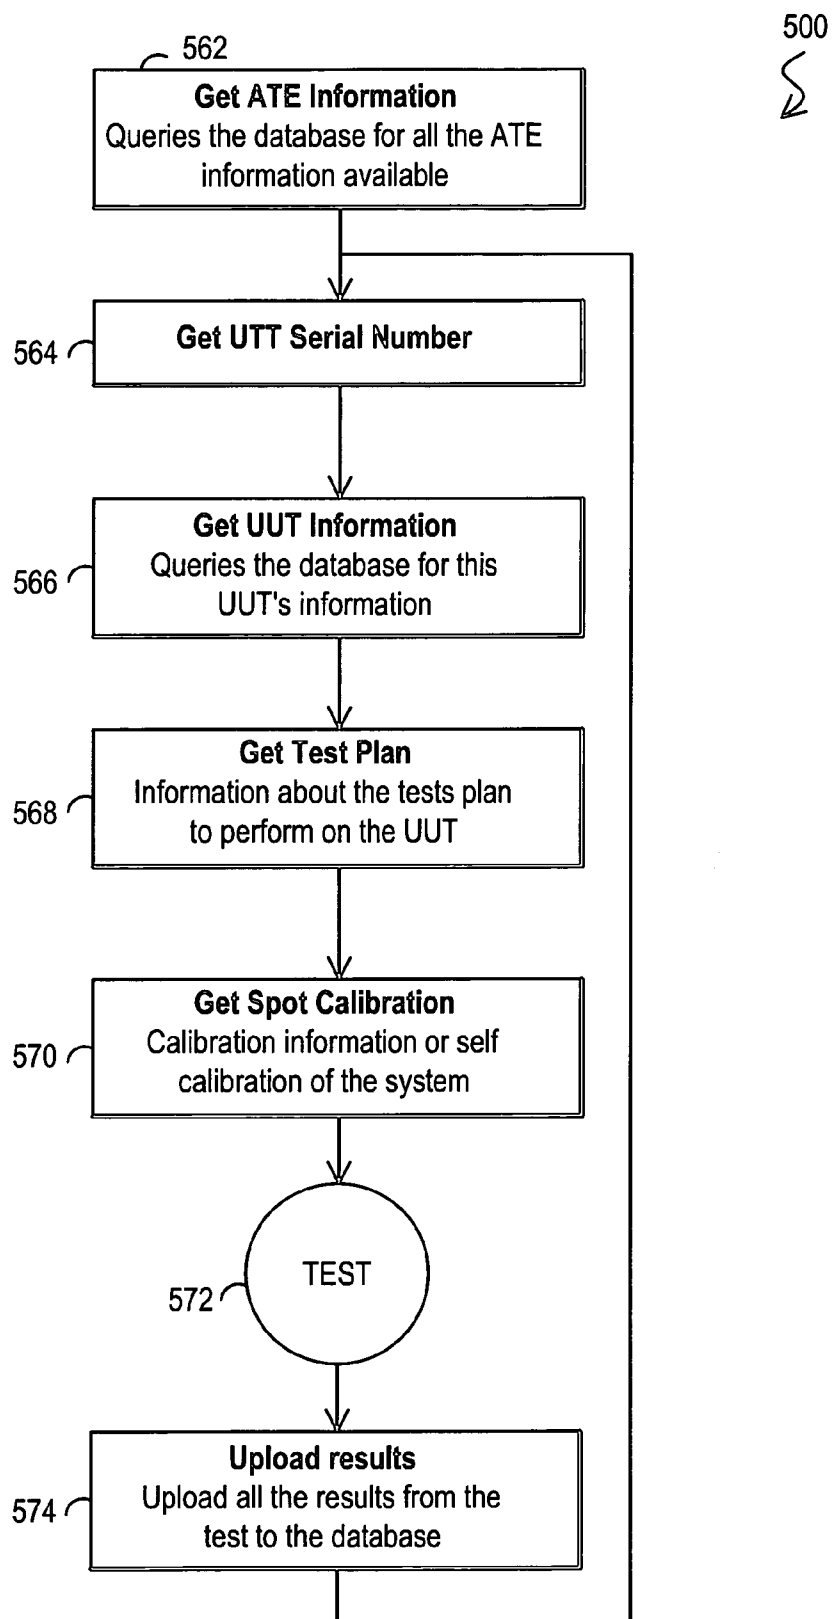 500
562
Get ATE Information
Queries the database for all the ATE
information available
564
Get UTT Serial Number
566
Get UUT Information
Queries the database for this
UUT's information
568
Get Test Plan
Information about the tests plan
to perform on the UUT
570
Get Spot Calibration
Calibration information or self
calibration of the system
572
TEST
574
Upload results
Upload all the results from the
test to the database